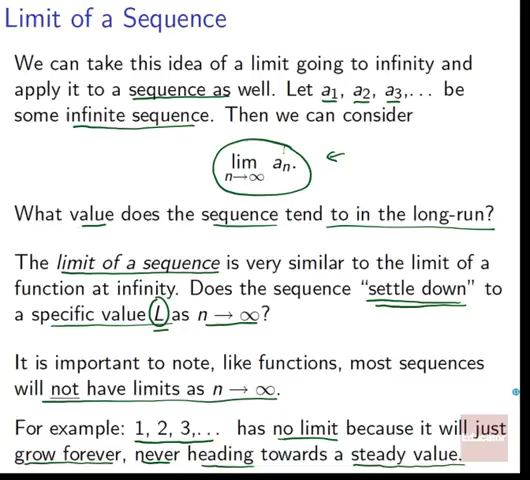 Limit of a Sequence
We can take this idea of a limit going to infinity and
apply it to a sequence as well. Let a₁, a₂, a₃,... be
some infinite sequence. Then we can consider
lim aₙ.
n→∞
What value does the sequence tend to in the long-run?
The limit of a sequence is very similar to the limit of a
function at infinity. Does the sequence “settle down” to
a specific value L as n → ∞?
It is important to note, like functions, most sequences
will not have limits as n → ∞.
For example: 1, 2, 3,... has no limit because it will just
grow forever, never heading towards a steady value.